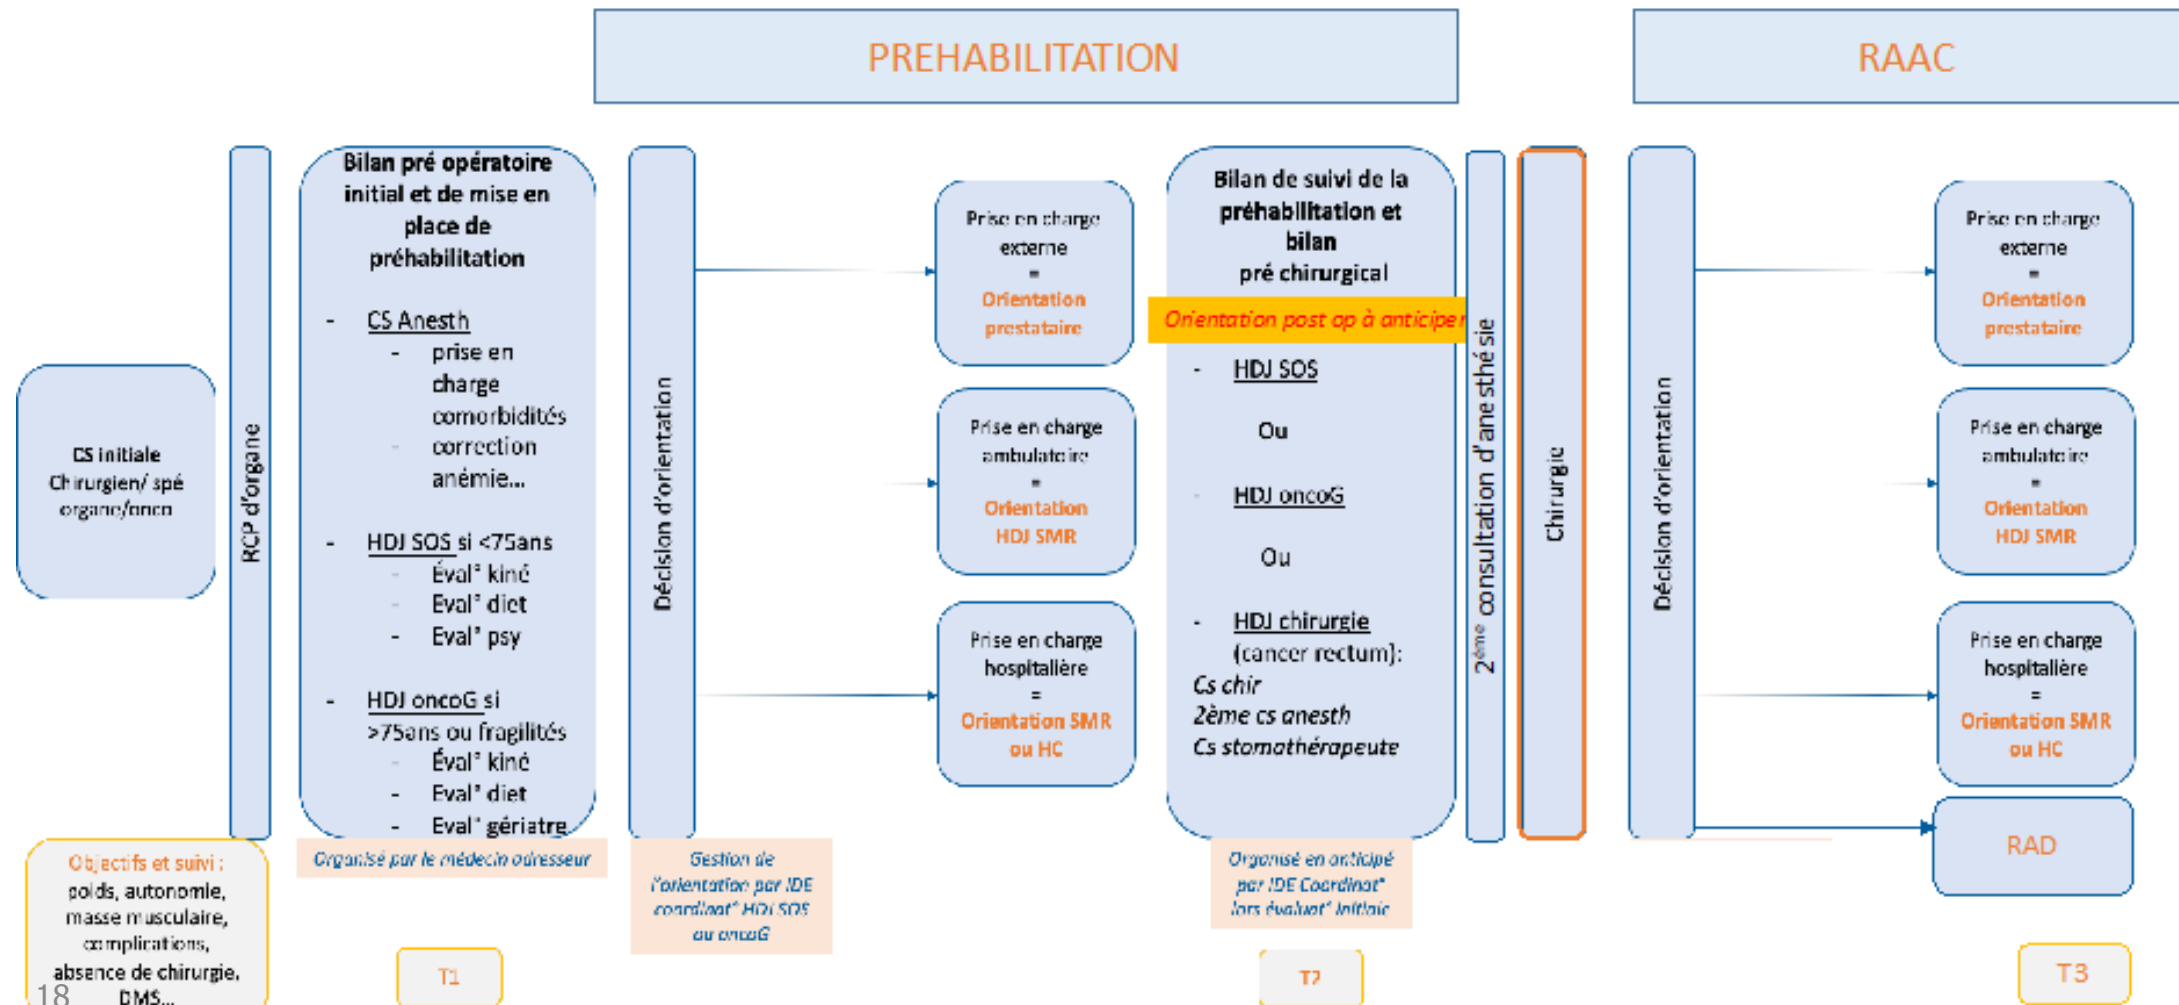 PREHABILITATION
RAAC
CS initiale
Chirurgien/ spé
organe/onco
RCP d'organe
Objectifs et suivi :
poids, autonomie,
masse musculaire,
complications,
absence de chirurgie,
DMS...
18
Bilan pré opératoire
initial et de mise en
place de
préhabilitation
- CS Anesth
- prise en
charge
comorbidités
- correction
anémie...
- HDJ SOS si <75ans
- Éval° kiné
- Eval° diet
- Eval° psy
- HDJ oncoG si
>75ans ou fragilités
- Éval° kiné
- Eval° diet
- Eval° gériatre
Organisé par le médecin adresseur
T1
Décision d'orientation
Gestion de
l'orientation par IDE
coordinat° HDJ SOS
ou oncoG
Prise en charge
externe
=
Orientation
prestataire
Prise en charge
ambulatoire
=
Orientation
HDJ SMR
Prise en charge
hospitalière
=
Orientation SMR
ou HC
Bilan de suivi de la
préhabilitation et
bilan
pré chirurgical
Orientation post op à anticiper
- HDJ SOS
Ou
- HDJ oncoG
Ou
- HDJ chirurgie
(cancer rectum):
Cs chir
2ème cs anesth
Cs stomathérapeute
Organisé en anticipé
par IDE Coordinat°
lors évaluat° initiale
T2
2ème consultation d'anesthésie
Chirurgie
Décision d'orientation
Prise en charge
externe
=
Orientation
prestataire
Prise en charge
ambulatoire
=
Orientation
HDJ SMR
Prise en charge
hospitalière
=
Orientation SMR
ou HC
RAD
T3